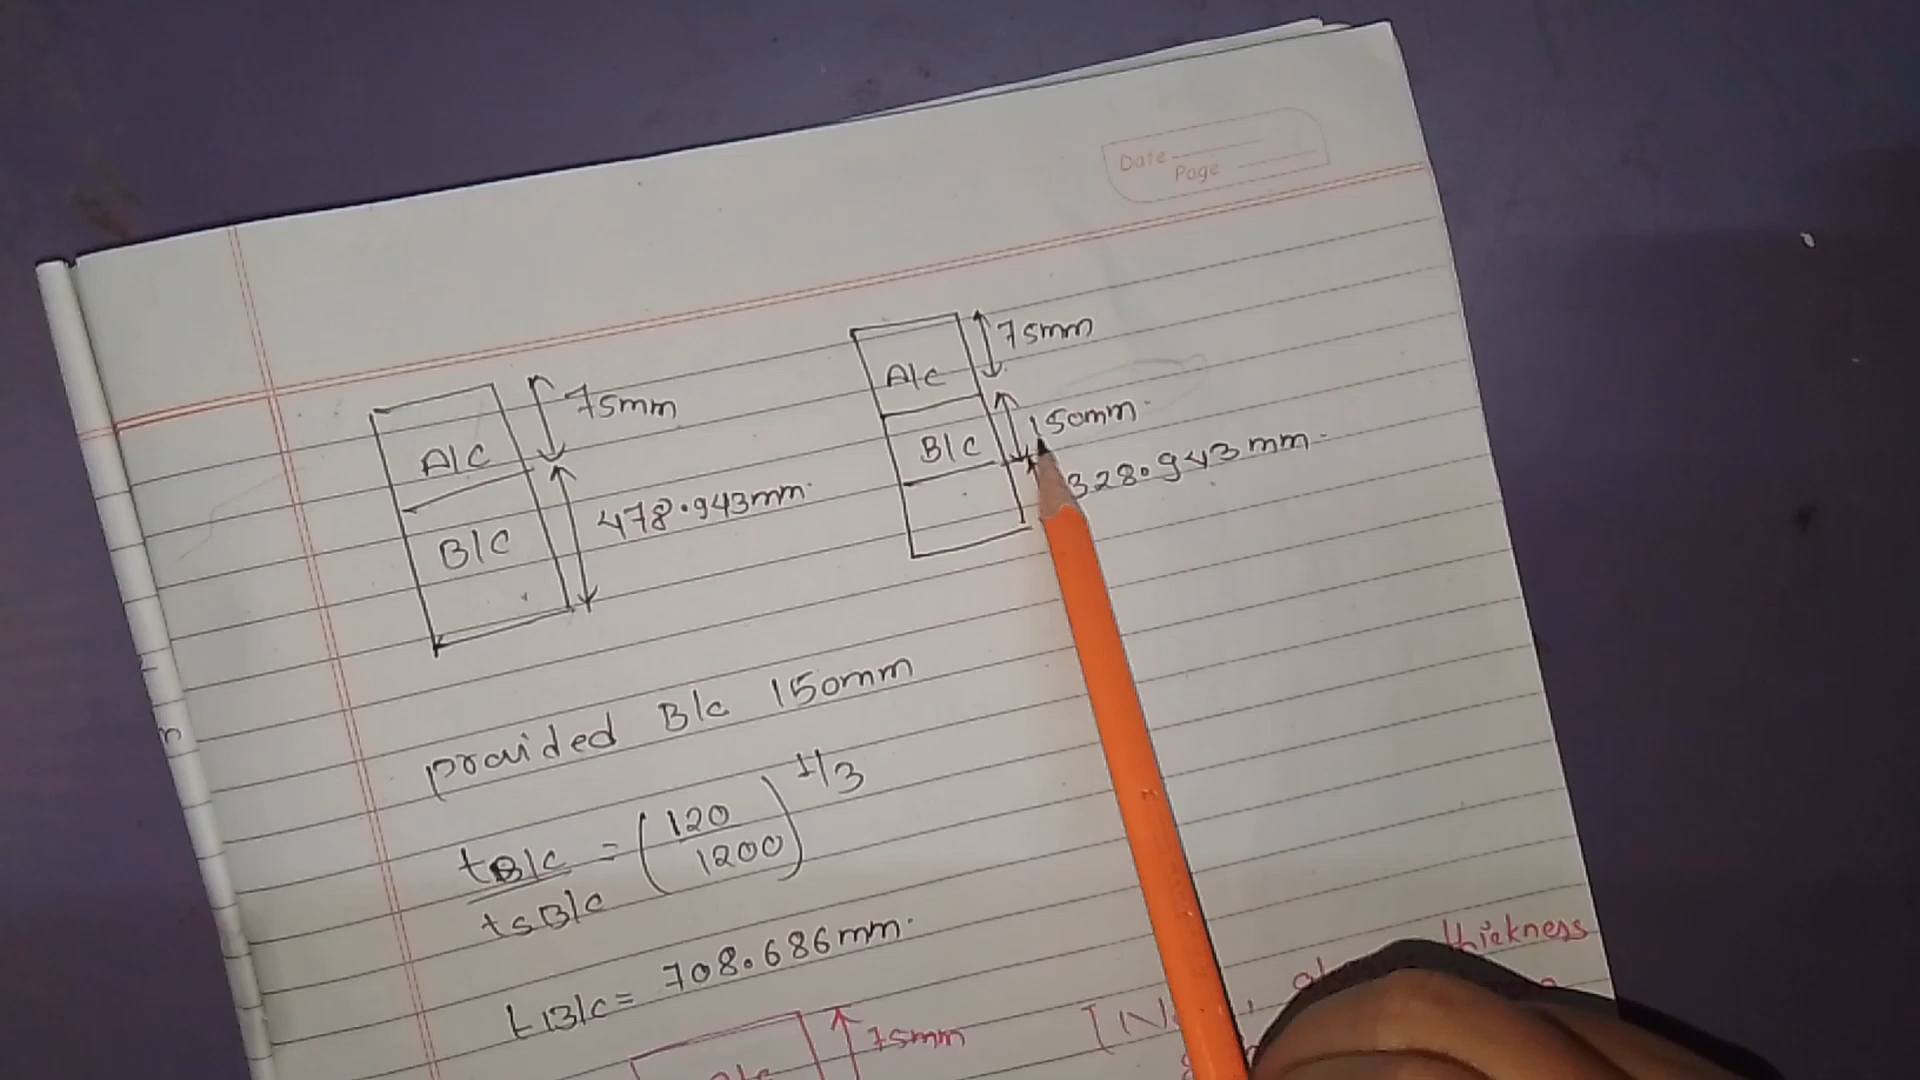 Date
Page
75mm
A/C
150mm
B/C
328.943mm
75mm
A/C
478.943mm
B/C
provided B/c 150mm
tB/C / tSB/C = (120/1200)^1/3
tB/C = 708.686mm.
thickness
75mm